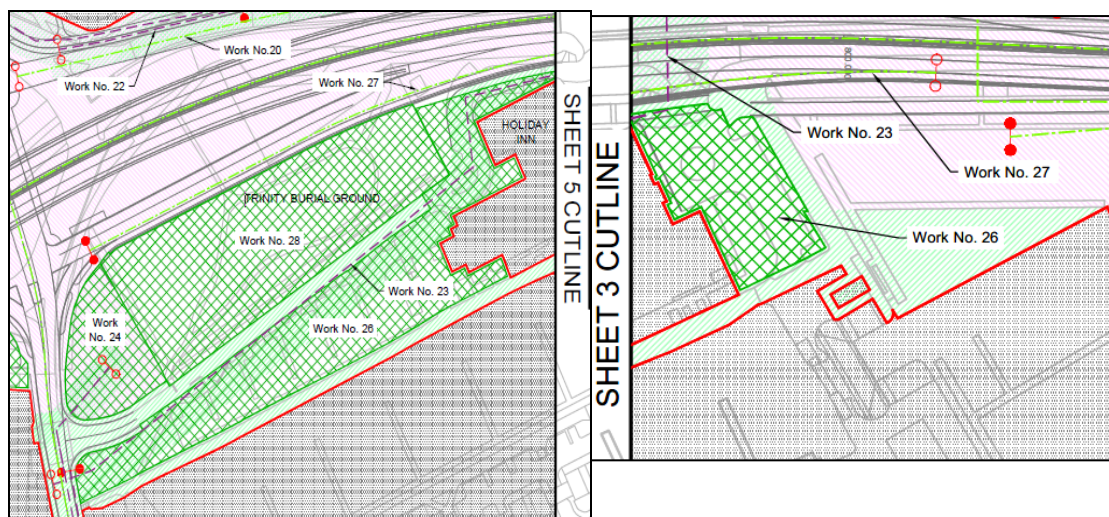 Work No.20
Work No. 22
Work No. 27
HOLIDAY
INN
TRINITY BURIAL GROUND
Work No. 28
Work No. 23
Work No. 26
Work
No. 24
SHEET 5 CUTLINE
SHEET 3 CUTLINE
Work No. 23
Work No. 27
Work No. 26